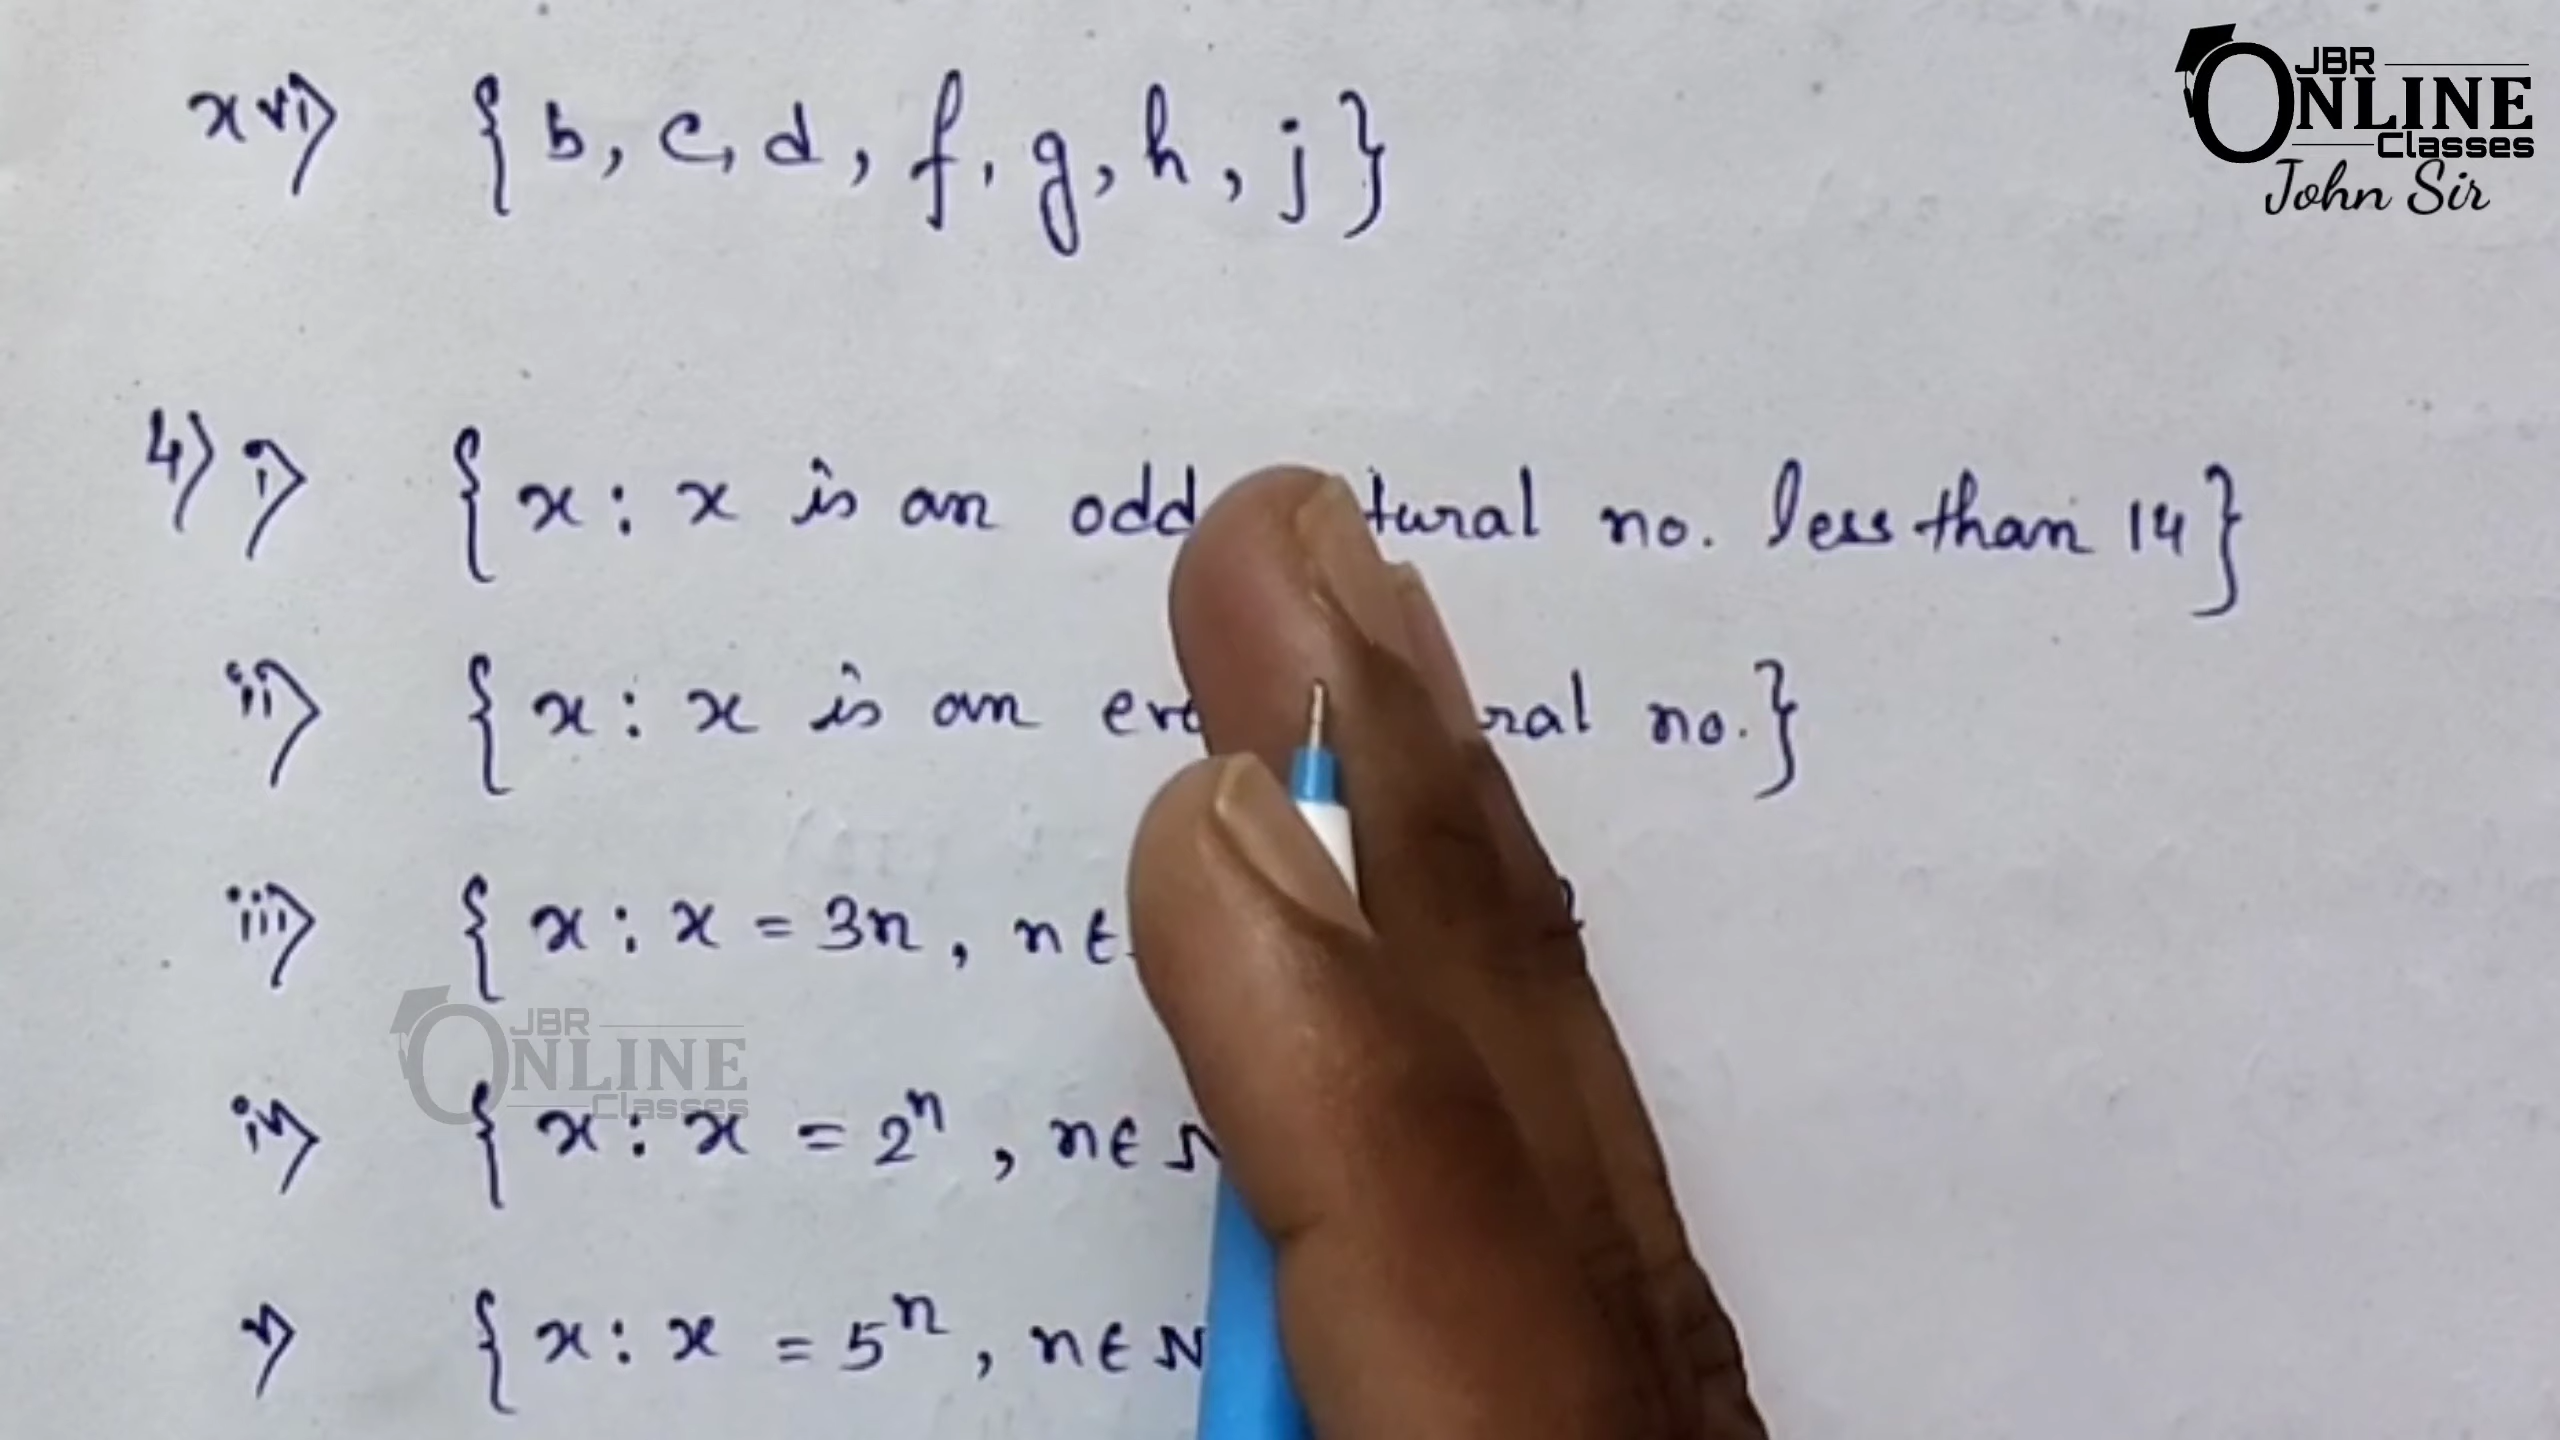 JBR
ONLINE
Classes
John Sir
xvi) {b, c, d, f, g, h, j}
4) i) {x : x is an odd tural no. less than 14}
ii) {x : x is an eve ral no.}
iii) {x : x = 3n, n ∈
JBR
ONLINE
Classes
iv) {x : x = 2ⁿ, n ∈ N
v) {x : x = 5ⁿ, n ∈ N